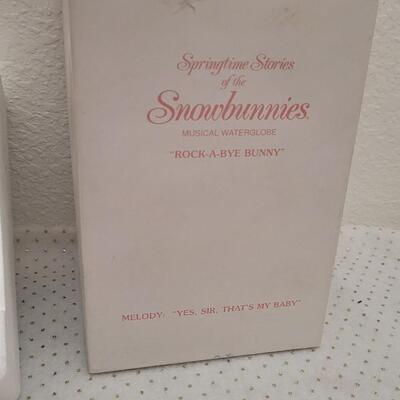 Springtime Stories
of the
Snowbunnies.
MUSICAL WATERGLOBE
"ROCK-A-BYE BUNNY"
MELODY: "YES, SIR, THAT'S MY BABY"